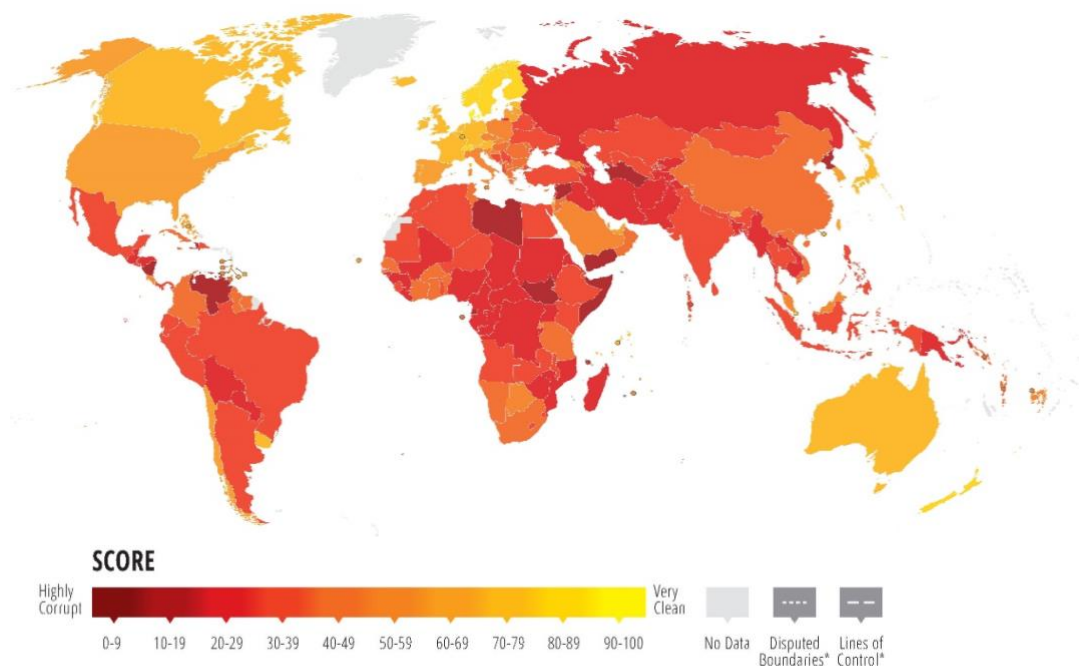 SCORE
Highly
Corrupt
Very
Clean
0-9
10-19
20-29
30-39
40-49
50-59
60-69
70-79
80-89
90-100
No Data
Disputed
Boundaries*
Lines of
Control*